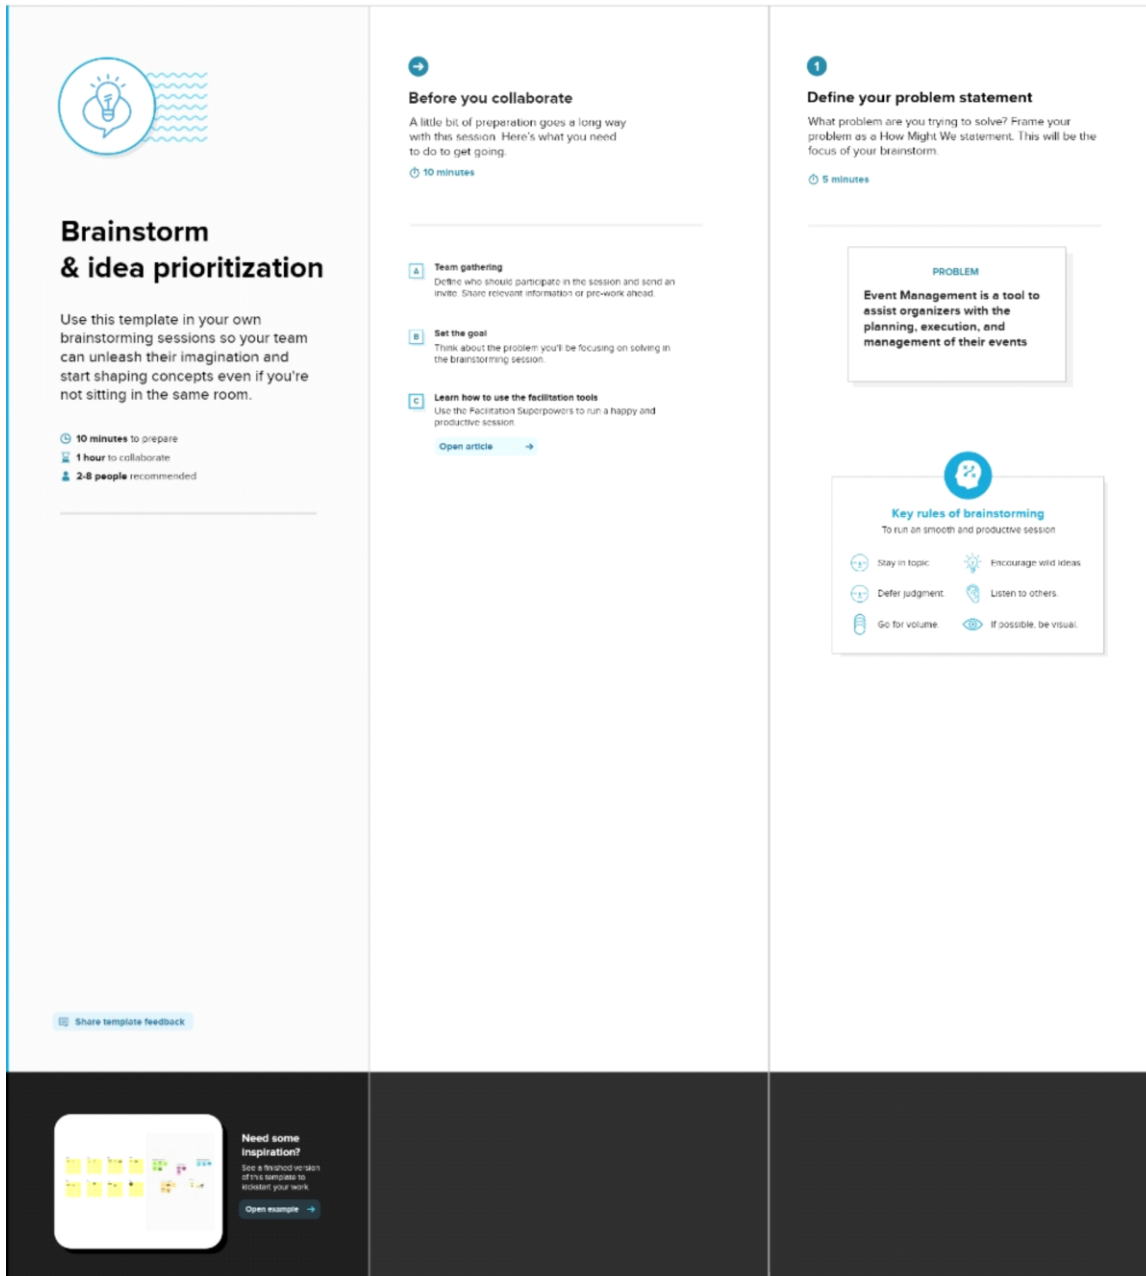 Brainstorm
& idea prioritization
Use this template in your own
brainstorming sessions so your team
can unleash their imagination and
start shaping concepts even if you're
not sitting in the same room.
10 minutes to prepare
1 hour to collaborate
2-8 people recommended
Share template feedback
Need some
inspiration?
See a finished version
of this template to
kickstart your work.
Open example →
Before you collaborate
A little bit of preparation goes a long way
with this session. Here's what you need
to do to get going.
10 minutes
A
Team gathering
Define who should participate in the session and send an
invite. Share relevant information or pre-work ahead.
B
Set the goal
Think about the problem you'll be focusing on solving in
the brainstorming session.
C
Learn how to use the facilitation tools
Use the Facilitation Superpowers to run a happy and
productive session.
Open article →
1
Define your problem statement
What problem are you trying to solve? Frame your
problem as a How Might We statement. This will be the
focus of your brainstorm.
5 minutes
PROBLEM
Event Management is a tool to
assist organizers with the
planning, execution, and
management of their events
Key rules of brainstorming
To run an smooth and productive session
Stay in topic.
Encourage wild ideas.
Defer judgment.
Listen to others.
Go for volume.
If possible, be visual.